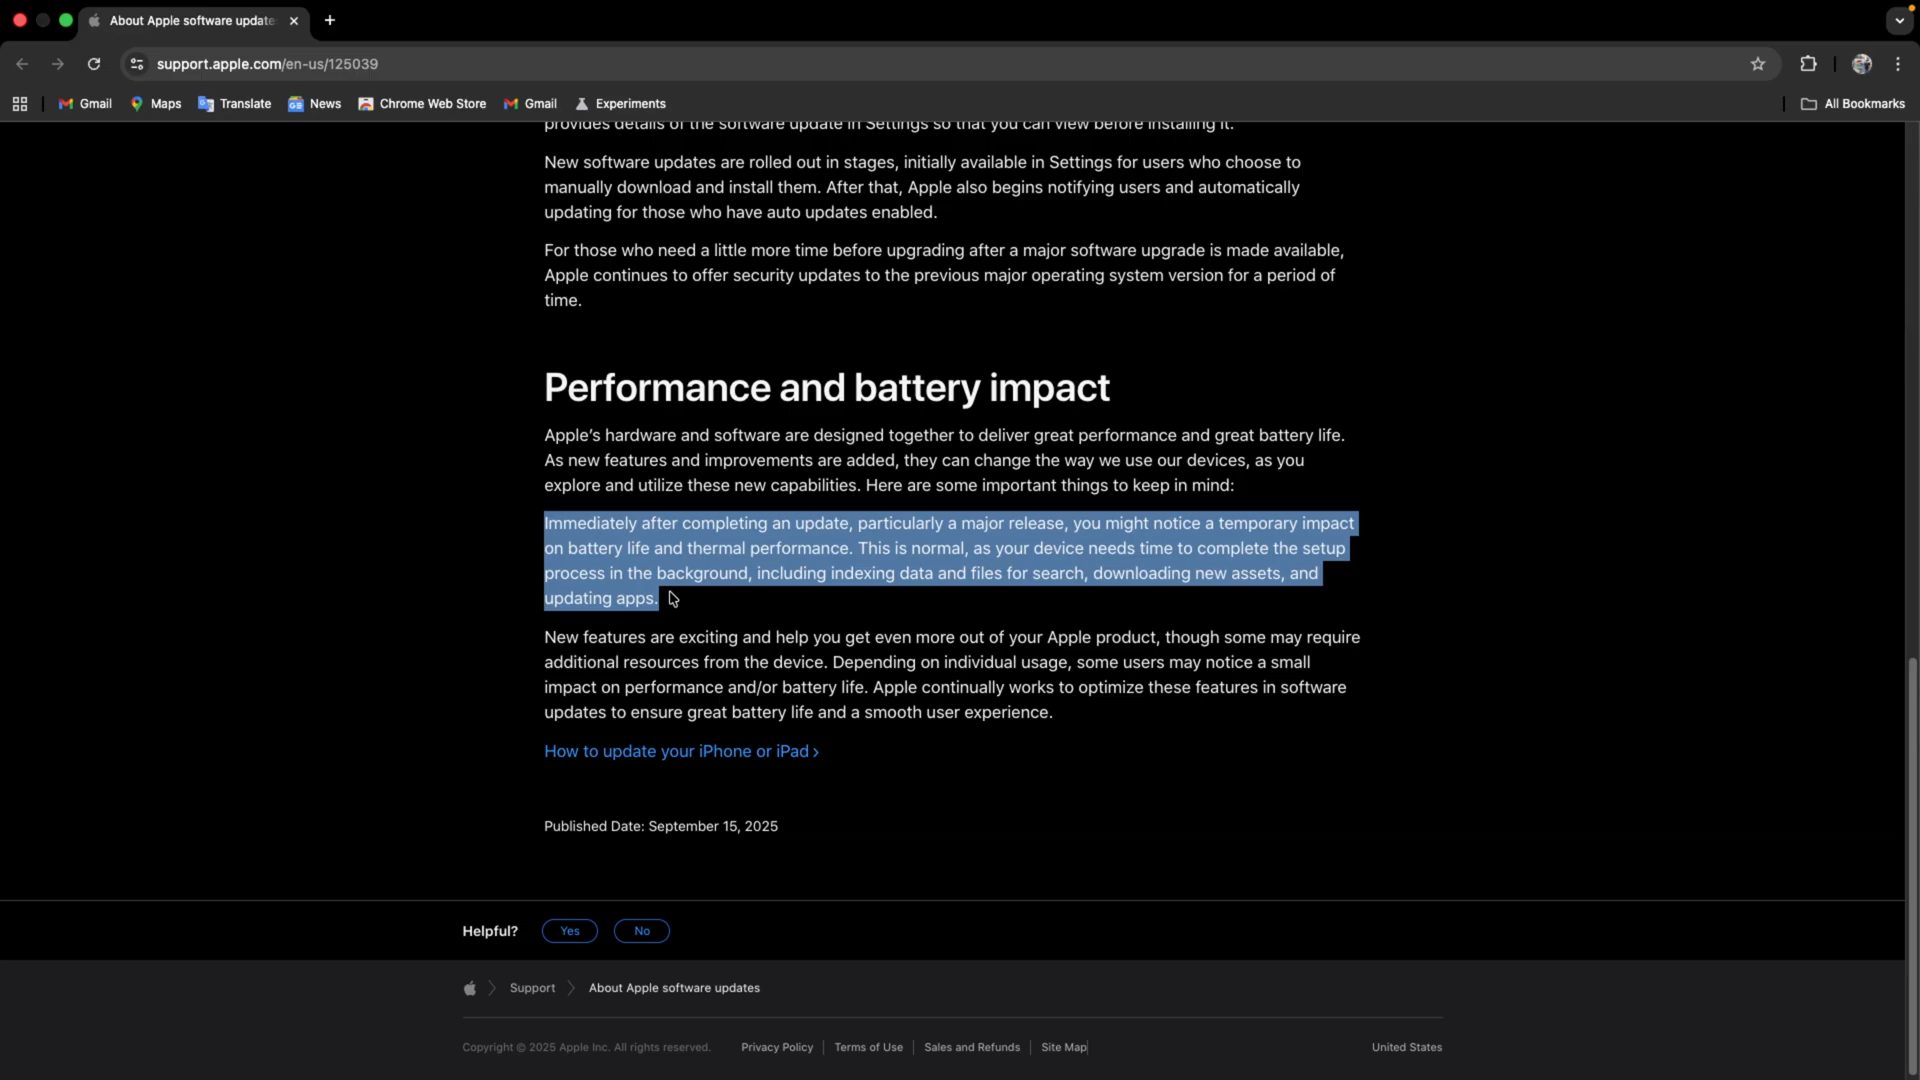 About Apple software update
support.apple.com/en-us/125039
Gmail
Maps
Translate
News
Chrome Web Store
Gmail
Experiments
All Bookmarks
provides details of the software update in Settings so that you can view before installing it.
New software updates are rolled out in stages, initially available in Settings for users who choose to
manually download and install them. After that, Apple also begins notifying users and automatically
updating for those who have auto updates enabled.
For those who need a little more time before upgrading after a major software upgrade is made available,
Apple continues to offer security updates to the previous major operating system version for a period of
time.
Performance and battery impact
Apple’s hardware and software are designed together to deliver great performance and great battery life.
As new features and improvements are added, they can change the way we use our devices, as you
explore and utilize these new capabilities. Here are some important things to keep in mind:
Immediately after completing an update, particularly a major release, you might notice a temporary impact
on battery life and thermal performance. This is normal, as your device needs time to complete the setup
process in the background, including indexing data and files for search, downloading new assets, and
updating apps.
New features are exciting and help you get even more out of your Apple product, though some may require
additional resources from the device. Depending on individual usage, some users may notice a small
impact on performance and/or battery life. Apple continually works to optimize these features in software
updates to ensure great battery life and a smooth user experience.
How to update your iPhone or iPad ›
Published Date: September 15, 2025
Helpful?
Yes
No
Support
About Apple software updates
Copyright © 2025 Apple Inc. All rights reserved.
Privacy Policy
Terms of Use
Sales and Refunds
Site Map
United States